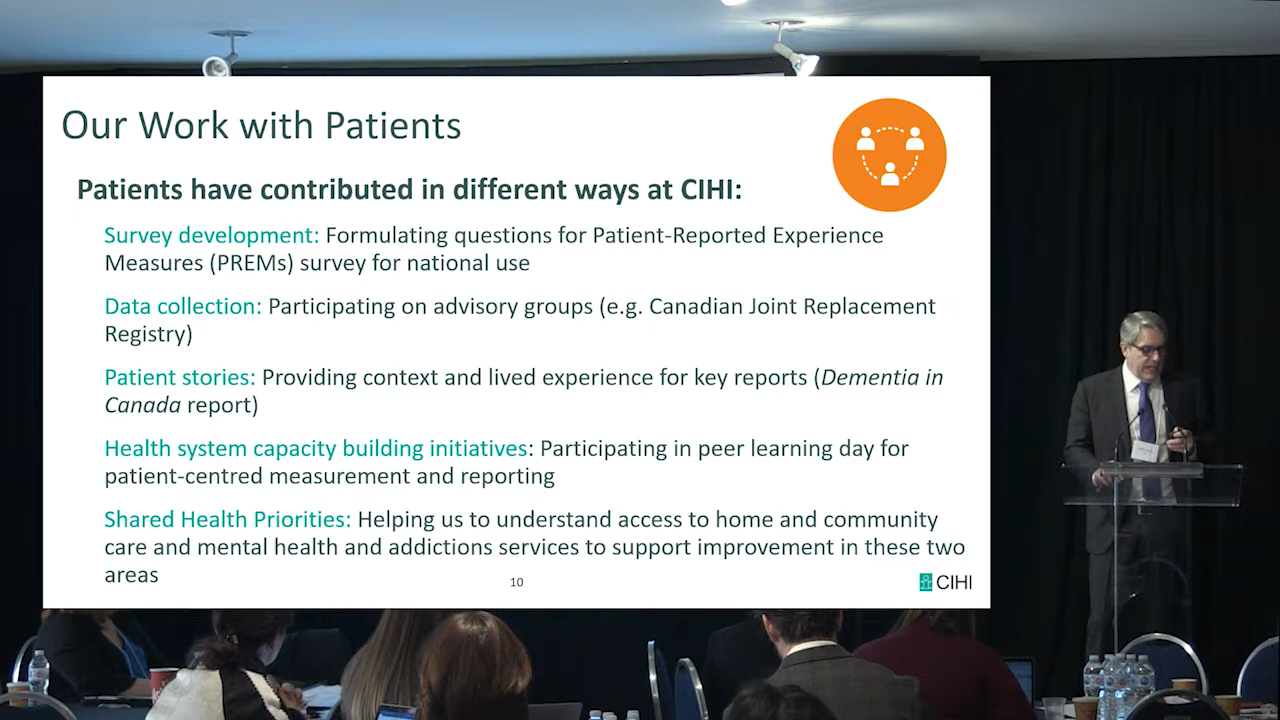 Our Work with Patients
Patients have contributed in different ways at CIHI:
Survey development: Formulating questions for Patient-Reported Experience
Measures (PREMs) survey for national use
Data collection: Participating on advisory groups (e.g. Canadian Joint Replacement
Registry)
Patient stories: Providing context and lived experience for key reports (Dementia in
Canada report)
Health system capacity building initiatives: Participating in peer learning day for
patient-centred measurement and reporting
Shared Health Priorities: Helping us to understand access to home and community
care and mental health and addictions services to support improvement in these two
areas
10
CIHI